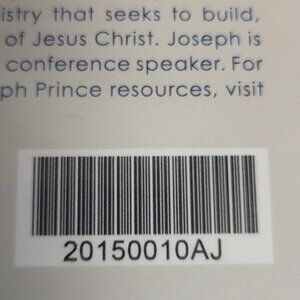 istry that seeks to build,
of Jesus Christ. Joseph is
conference speaker. For
ph Prince resources, visit
20150010AJ